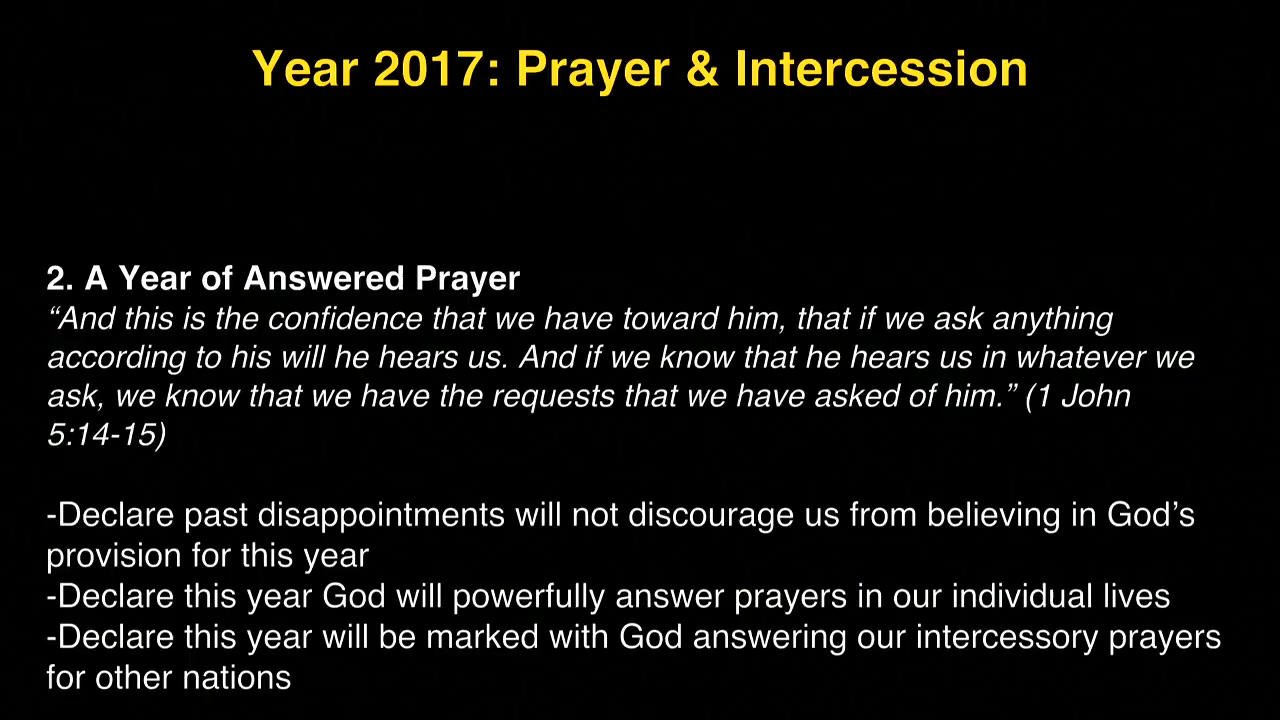 Year 2017: Prayer & Intercession
2. A Year of Answered Prayer
“And this is the confidence that we have toward him, that if we ask anything
according to his will he hears us. And if we know that he hears us in whatever we
ask, we know that we have the requests that we have asked of him.” (1 John
5:14-15)
-Declare past disappointments will not discourage us from believing in God’s
provision for this year
-Declare this year God will powerfully answer prayers in our individual lives
-Declare this year will be marked with God answering our intercessory prayers
for other nations